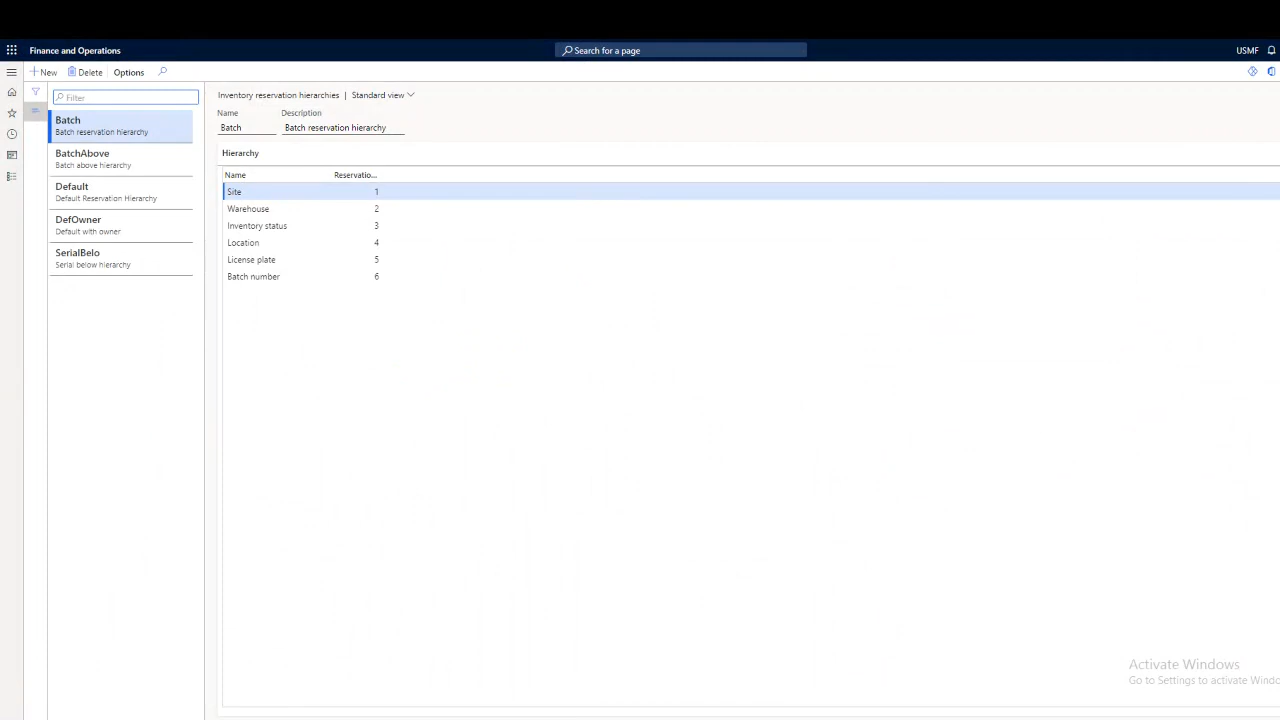 Finance and Operations
Search for a page
USMF
New
Delete
Options
Filter
Batch
Batch reservation hierarchy
BatchAbove
Batch above hierarchy
Default
Default Reservation Hierarchy
DefOwner
Default with owner
SerialBelo
Serial below hierarchy
Inventory reservation hierarchies | Standard view
Name Description
Batch Batch reservation hierarchy
Hierarchy
Name Reservatio...
Site 1
Warehouse 2
Inventory status 3
Location 4
License plate 5
Batch number 6
Activate Windows
Go to Settings to activate Windo